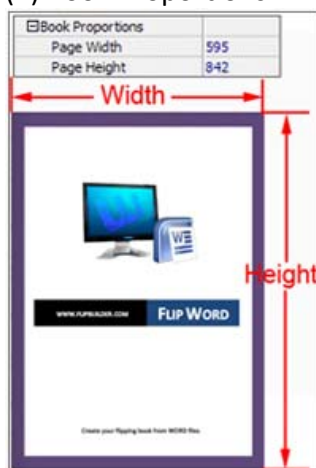 Book Proportions
Page Width 595
Page Height 842
Width
Height
WWW.FLIPBUILDER.COM FLIP WORD
Create your flipping book from WORD files